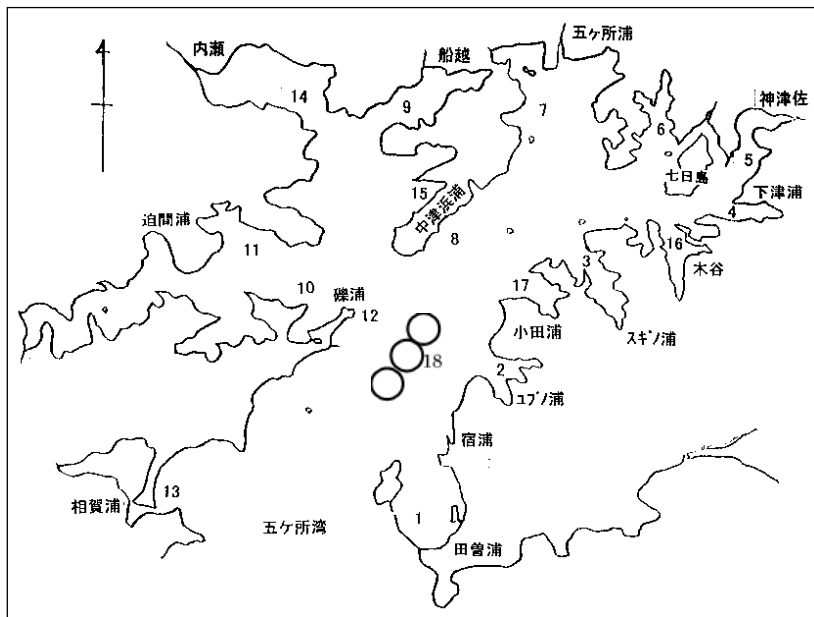 五ケ所浦
内瀬
船越
神津佐
14
9
7
6
5
七日島
下津浦
15
中津浜浦
4
迫間浦
11
8
16
木谷
3
10
礫浦
17
12
小田浦
スギノ浦
18
2
ユブノ浦
宿浦
13
相賀浦
1
五ケ所湾
田曽浦